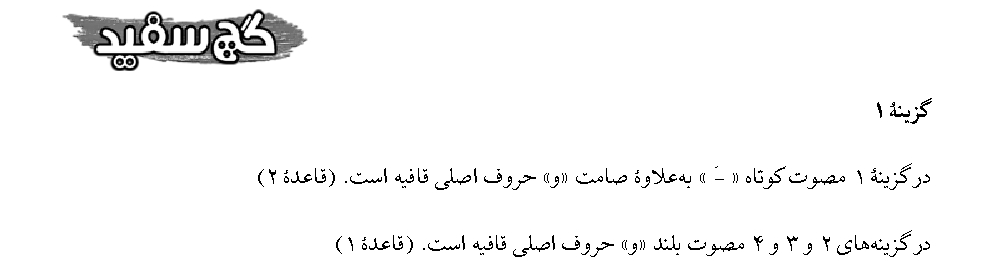 گچ سفید
گزینهٔ ۱
در گزینهٔ ۱ مصوت کوتاه « ـَ » به‌علاوهٔ صامت «و» حروف اصلی قافیه است. (قاعدهٔ ۲)
در گزینه‌های ۲ و ۳ و ۴ مصوت بلند «و» حروف اصلی قافیه است. (قاعدهٔ ۱)